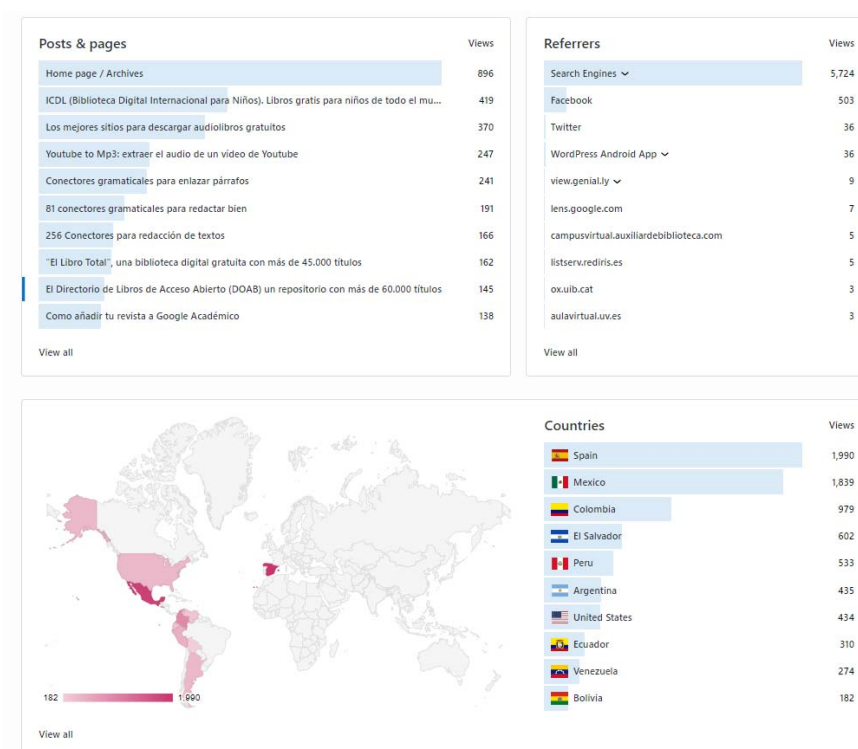 Posts & pages Views
Home page / Archives 896
ICDL (Biblioteca Digital Internacional para Niños). Libros gratis para niños de todo el mu... 419
Los mejores sitios para descargar audiolibros gratuitos 370
Youtube to Mp3: extraer el audio de un vídeo de Youtube 247
Conectores gramaticales para enlazar párrafos 241
81 conectores gramaticales para redactar bien 191
256 Conectores para redacción de textos 166
"El Libro Total", una biblioteca digital gratuita con más de 45.000 títulos 162
El Directorio de Libros de Acceso Abierto (DOAB) un repositorio con más de 60.000 títulos 145
Como añadir tu revista a Google Académico 138
View all
Referrers Views
Search Engines 5,724
Facebook 503
Twitter 36
WordPress Android App 36
view.genial.ly 9
lens.google.com 7
campusvirtual.auxiliardebiblioteca.com 5
listserv.rediris.es 5
ox.uib.cat 3
aulavirtual.uv.es 3
View all
182 1,990
View all
Countries Views
Spain 1,990
Mexico 1,839
Colombia 979
El Salvador 602
Peru 533
Argentina 435
United States 434
Ecuador 310
Venezuela 274
Bolivia 182